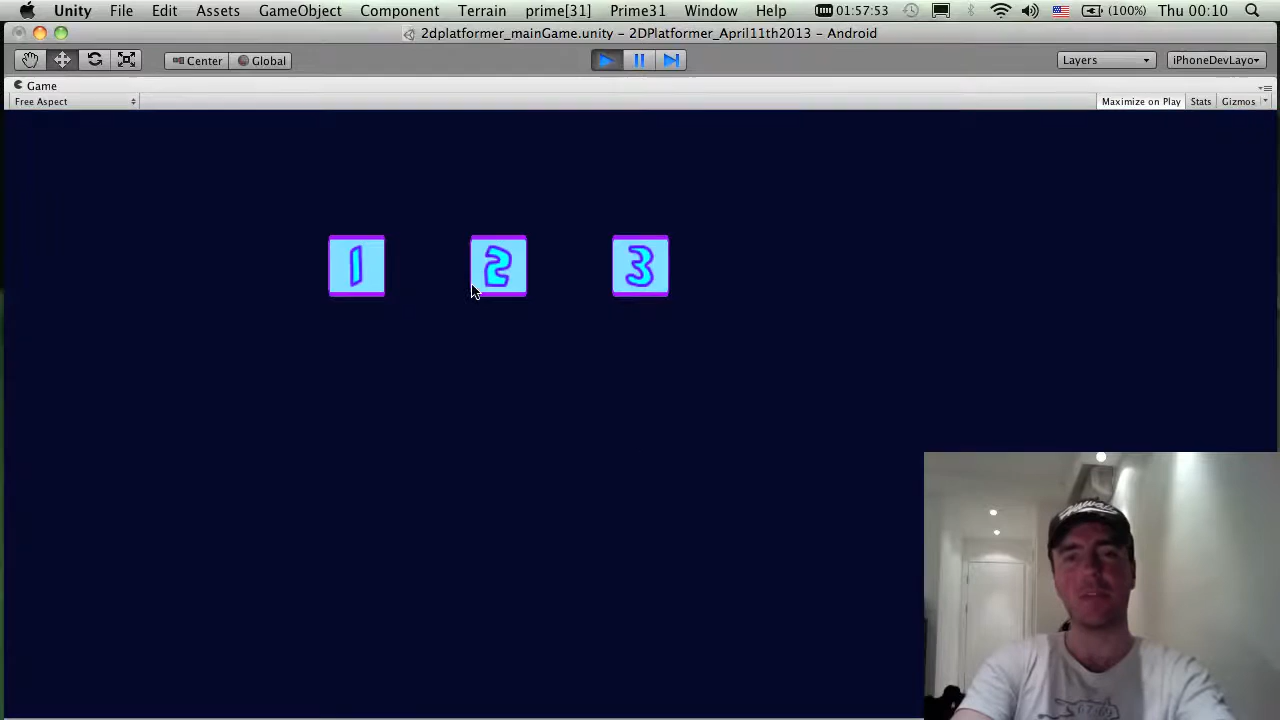 Unity File Edit Assets GameObject Component Terrain prime[31] Prime31 Window Help 01:57:53 (100%) Thu 00:10
2dplatformer_mainGame.unity – 2DPlatformer_April11th2013 – Android
Center Global Layers iPhoneDevLayo
Game
Free Aspect Maximize on Play Stats Gizmos
1 2 3